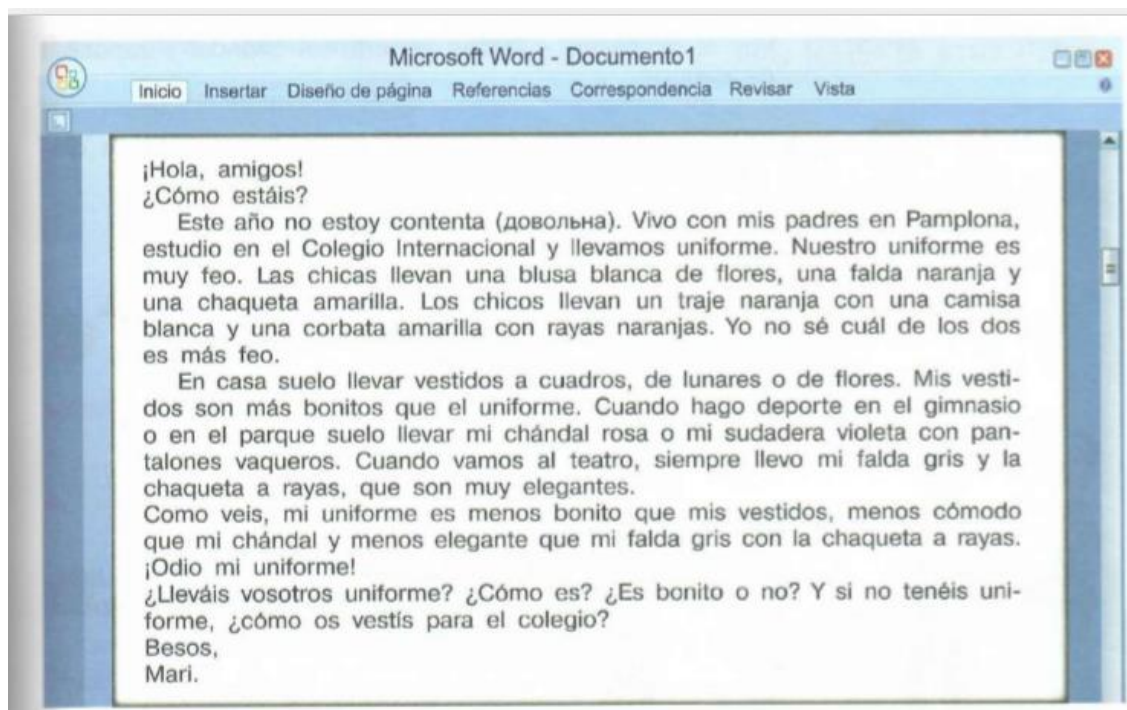 Microsoft Word - Documento1
Inicio Insertar Diseño de página Referencias Correspondencia Revisar Vista
¡Hola, amigos!
¿Cómo estáis?
Este año no estoy contenta (довольна). Vivo con mis padres en Pamplona,
estudio en el Colegio Internacional y llevamos uniforme. Nuestro uniforme es
muy feo. Las chicas llevan una blusa blanca de flores, una falda naranja y
una chaqueta amarilla. Los chicos llevan un traje naranja con una camisa
blanca y una corbata amarilla con rayas naranjas. Yo no sé cuál de los dos
es más feo.
En casa suelo llevar vestidos a cuadros, de lunares o de flores. Mis vesti-
dos son más bonitos que el uniforme. Cuando hago deporte en el gimnasio
o en el parque suelo llevar mi chándal rosa o mi sudadera violeta con pan-
talones vaqueros. Cuando vamos al teatro, siempre llevo mi falda gris y la
chaqueta a rayas, que son muy elegantes.
Como veis, mi uniforme es menos bonito que mis vestidos, menos cómodo
que mi chándal y menos elegante que mi falda gris con la chaqueta a rayas.
¡Odio mi uniforme!
¿Lleváis vosotros uniforme? ¿Cómo es? ¿Es bonito o no? Y si no tenéis uni-
forme, ¿cómo os vestís para el colegio?
Besos,
Mari.